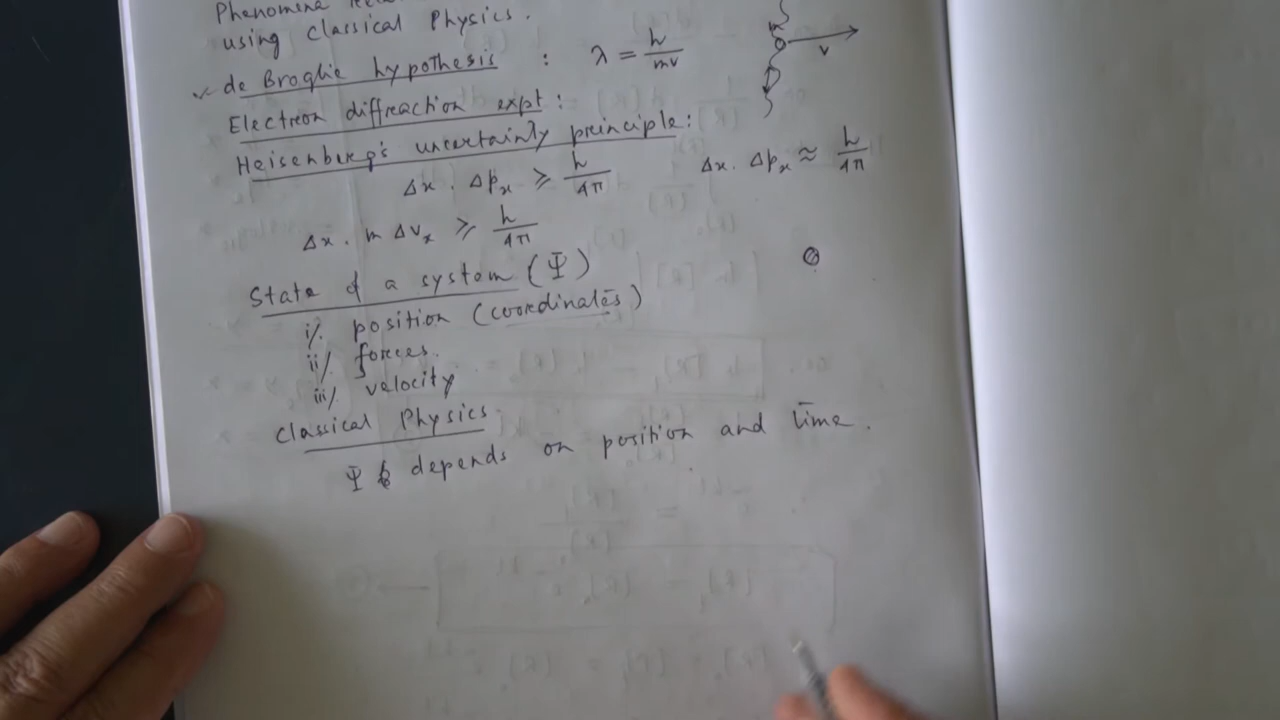 Phenomena
using classical Physics.
de Broglie hypothesis : λ = h/mv
m
v
Electron diffraction expt :
Heisenberg's uncertainty principle:
Δx . Δpₓ ⩾ h/4π
Δx . Δpₓ ≈ h/4π
Δx . m Δvₓ ⩾ h/4π
State of a system (Ψ)
i/. position (coordinates)
ii/. forces.
iii/. velocity
Classical Physics
Ψ depends on position and time.